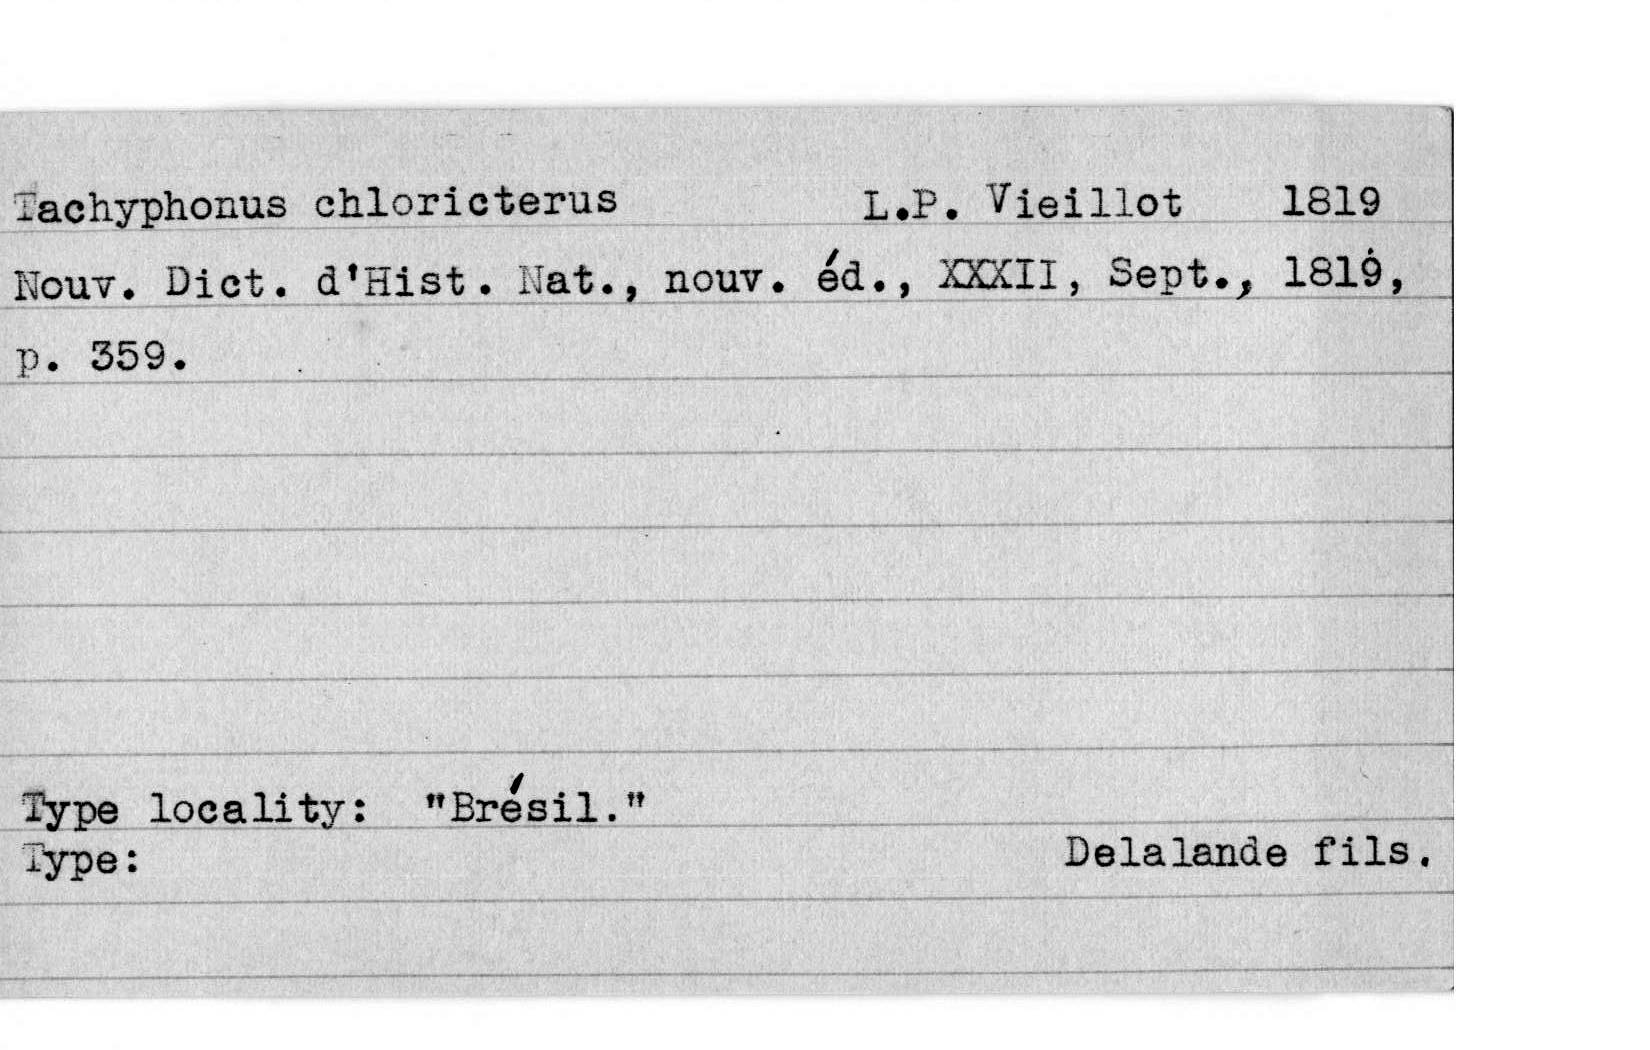 Tachyphonus chloricterus L.P. Vieillot 1819
Nouv. Dict. d'Hist. Nat., nouv. éd., XXXII, Sept., 1819,
p. 359.
Type locality: "Brésil."
Type: Delalande fils.